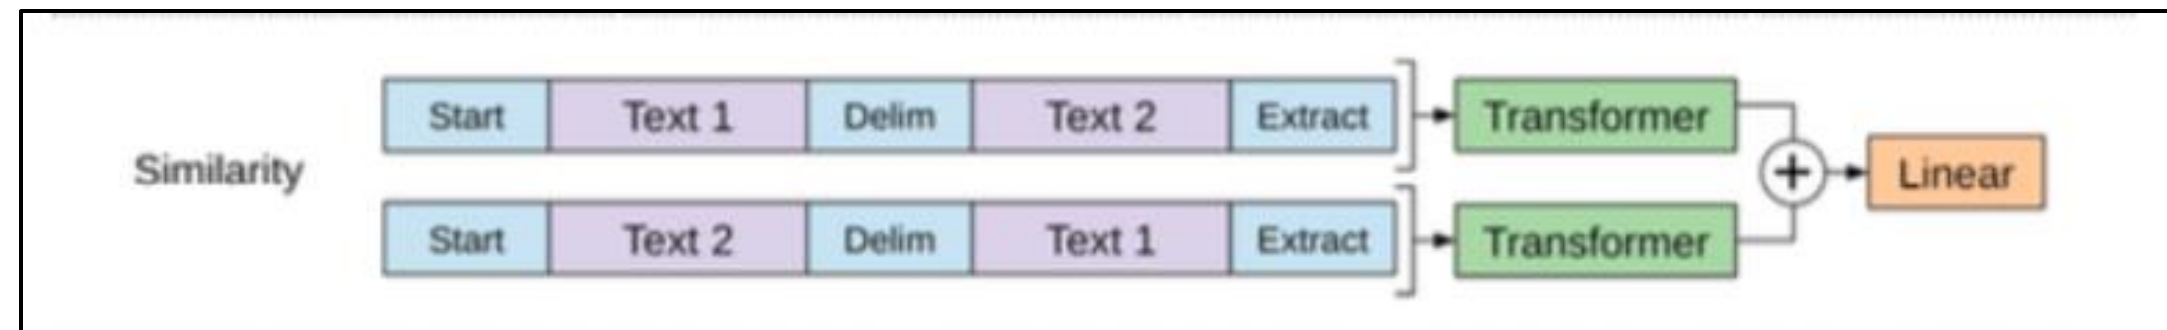 Start Text 1 Delim Text 2 Extract Transformer
Similarity + Linear
Start Text 2 Delim Text 1 Extract Transformer